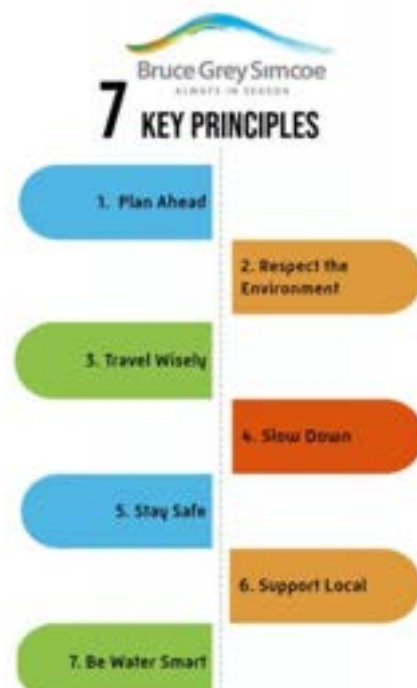 Bruce Grey Simcoe
ALWAYS IN SEASON
7 KEY PRINCIPLES
1. Plan Ahead
2. Respect the
Environment
3. Travel Wisely
4. Slow Down
5. Stay Safe
6. Support Local
7. Be Water Smart